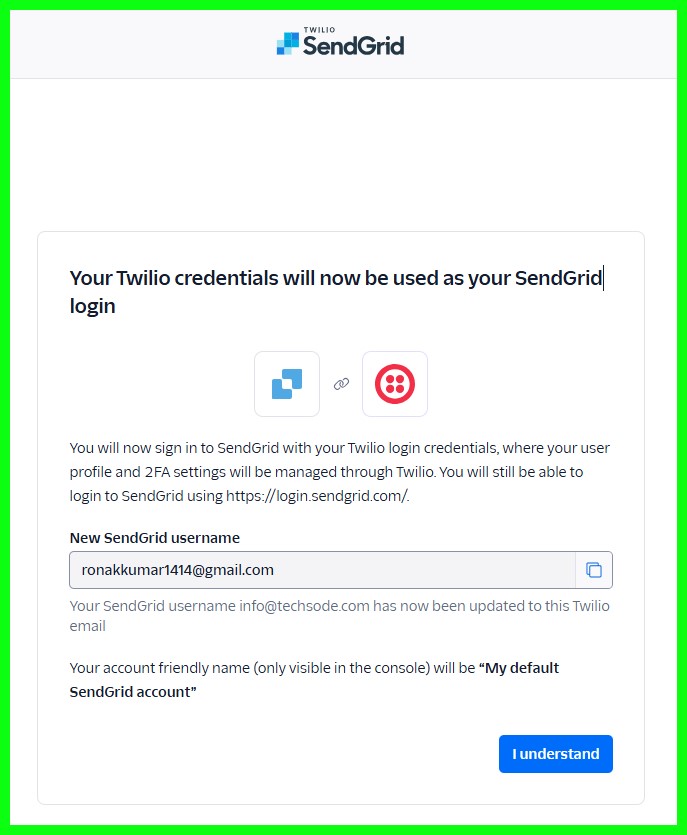 TWILIO
SendGrid
Your Twilio credentials will now be used as your SendGrid
login
You will now sign in to SendGrid with your Twilio login credentials, where your user
profile and 2FA settings will be managed through Twilio. You will still be able to
login to SendGrid using https://login.sendgrid.com/.
New SendGrid username
ronakkumar1414@gmail.com
Your SendGrid username info@techsode.com has now been updated to this Twilio
email
Your account friendly name (only visible in the console) will be “My default
SendGrid account”
I understand